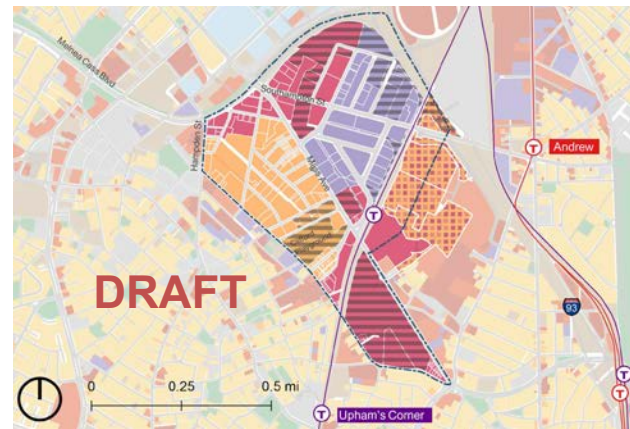 Melnea Cass Blvd
Southampton St
Hampden St
Mass Ave
T
Andrew
T
DRAFT
93
0
0.25
0.5 mi
T
T
T
Upham's Corner